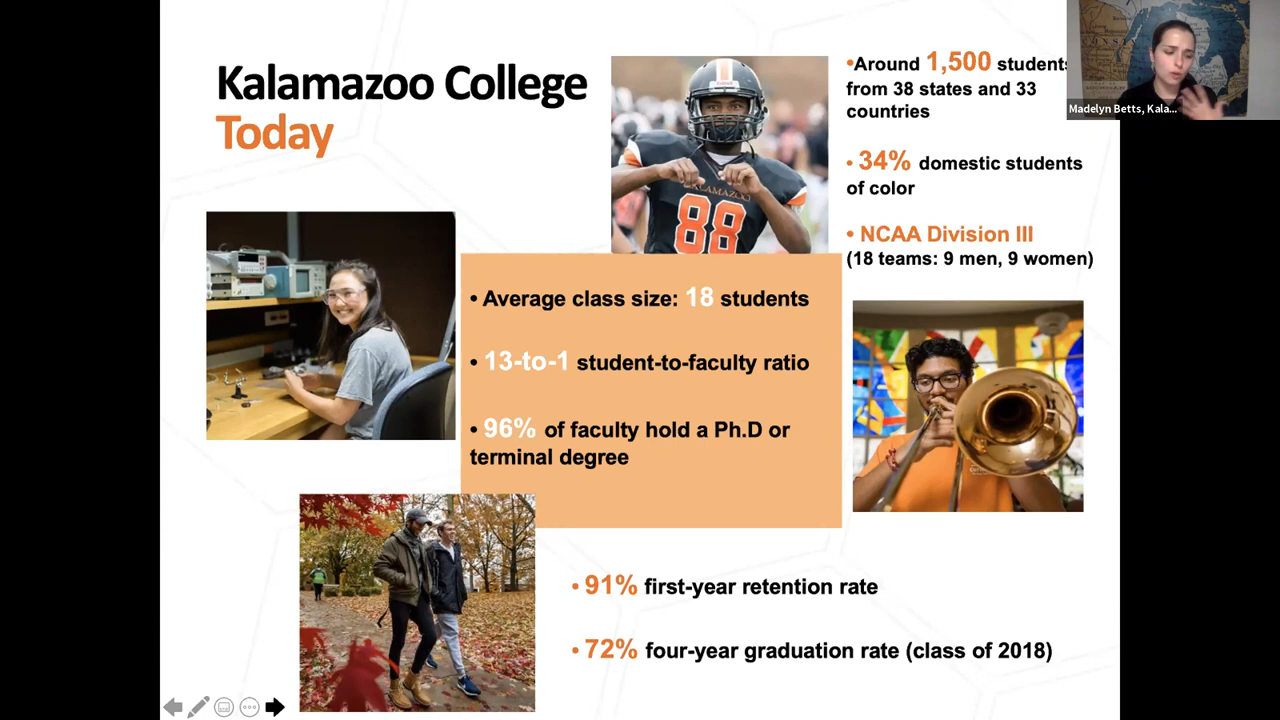 Kalamazoo College
Today
•Around 1,500 students
from 38 states and 33
countries
• 34% domestic students
of color
• NCAA Division III
(18 teams: 9 men, 9 women)
Madelyn Betts, Kala...
KALAMAZOO
88
• Average class size: 18 students
• 13-to-1 student-to-faculty ratio
• 96% of faculty hold a Ph.D or
terminal degree
• 91% first-year retention rate
• 72% four-year graduation rate (class of 2018)